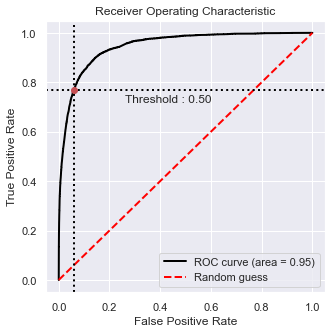 Receiver Operating Characteristic
1.0
0.8
Threshold : 0.50
0.6
True Positive Rate
0.4
0.2
0.0
ROC curve (area = 0.95)
Random guess
0.0 0.2 0.4 0.6 0.8 1.0
False Positive Rate